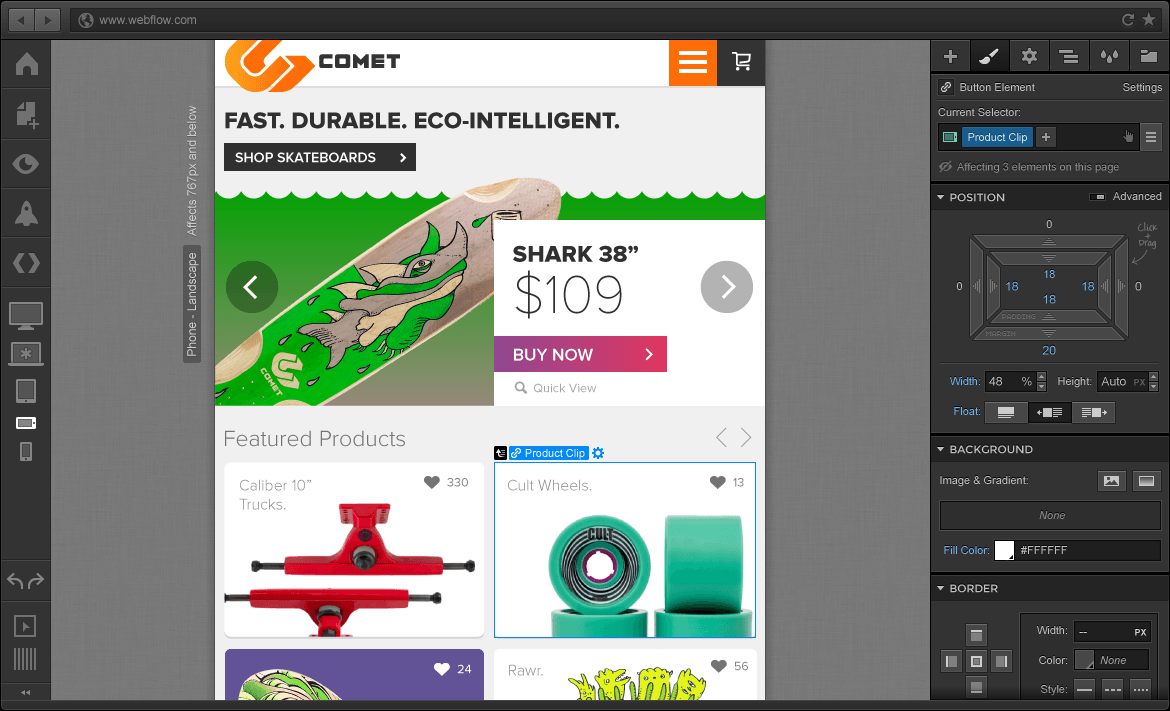 www.webflow.com
COMET
FAST. DURABLE. ECO-INTELLIGENT.
SHOP SKATEBOARDS
Phone - Landscape Affects 767px and below
COMET
SHARK 38”
$109
BUY NOW
Quick View
Featured Products
Product Clip
Caliber 10”
Trucks.
330
Cult Wheels.
13
CULT
24
Rawr.
56
Button Element Settings
Current Selector:
Product Clip +
Affecting 3 elements on this page
POSITION Advanced
Click
+
Drag
0
18
0 18 18 0
18
PADDING
MARGIN
20
Width: 48 % Height: Auto PX
Float:
BACKGROUND
Image & Gradient:
None
Fill Color: #FFFFFF
BORDER
Width: -- PX
Color: None
Style: